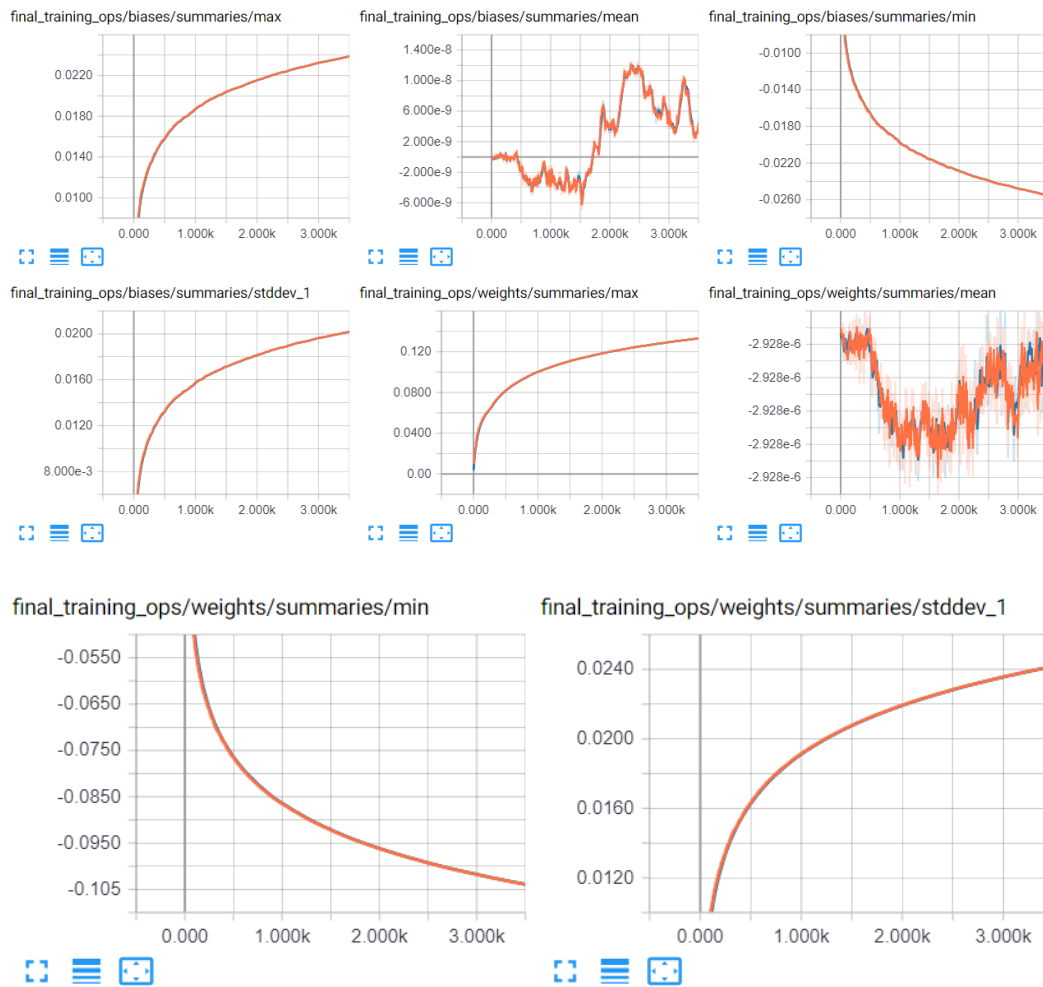 final_training_ops/biases/summaries/max
0.0220
0.0180
0.0140
0.0100
0.000 1.000k 2.000k 3.000k
final_training_ops/biases/summaries/mean
1.400e-8
1.000e-8
6.000e-9
2.000e-9
-2.000e-9
-6.000e-9
0.000 1.000k 2.000k 3.000k
final_training_ops/biases/summaries/min
-0.0100
-0.0140
-0.0180
-0.0220
-0.0260
0.000 1.000k 2.000k 3.000k
final_training_ops/biases/summaries/stddev_1
0.0200
0.0160
0.0120
8.000e-3
0.000 1.000k 2.000k 3.000k
final_training_ops/weights/summaries/max
0.120
0.0800
0.0400
0.00
0.000 1.000k 2.000k 3.000k
final_training_ops/weights/summaries/mean
-2.928e-6
-2.928e-6
-2.928e-6
-2.928e-6
-2.928e-6
0.000 1.000k 2.000k 3.000k
final_training_ops/weights/summaries/min
-0.0550
-0.0650
-0.0750
-0.0850
-0.0950
-0.105
0.000 1.000k 2.000k 3.000k
final_training_ops/weights/summaries/stddev_1
0.0240
0.0200
0.0160
0.0120
0.000 1.000k 2.000k 3.000k